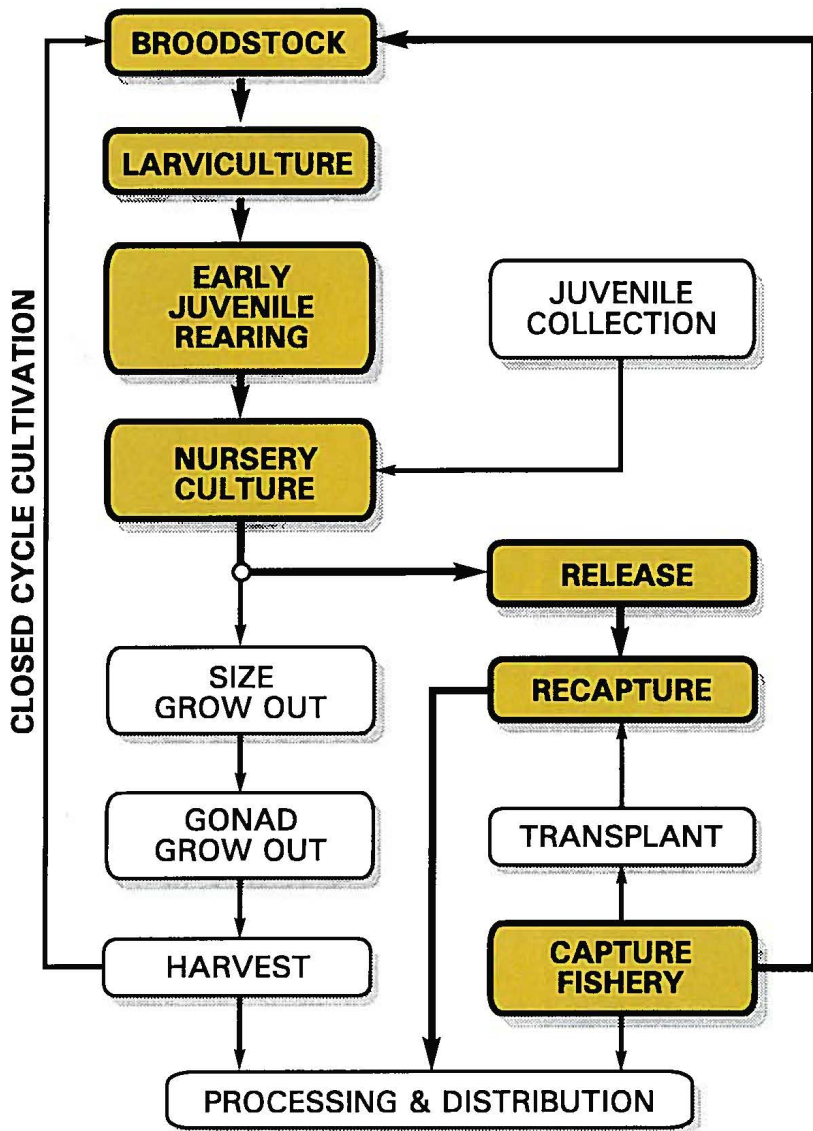 BROODSTOCK
LARVICULTURE
EARLY
JUVENILE
REARING
JUVENILE
COLLECTION
NURSERY
CULTURE
CLOSED CYCLE CULTIVATION
RELEASE
SIZE
GROW OUT
RECAPTURE
GONAD
GROW OUT
TRANSPLANT
HARVEST
CAPTURE
FISHERY
PROCESSING & DISTRIBUTION